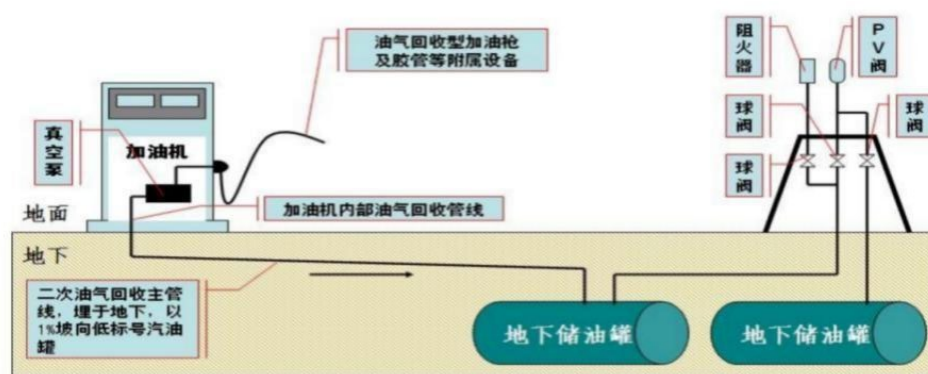 油气回收型加油枪
及胶管等附属设备
阻火器
PV阀
真空泵
加油机
球阀
球阀
球阀
地面
加油机内部油气回收管线
地下
二次油气回收主管
线，埋于地下，以
1%坡向低标号汽油
罐
地下储油罐
地下储油罐